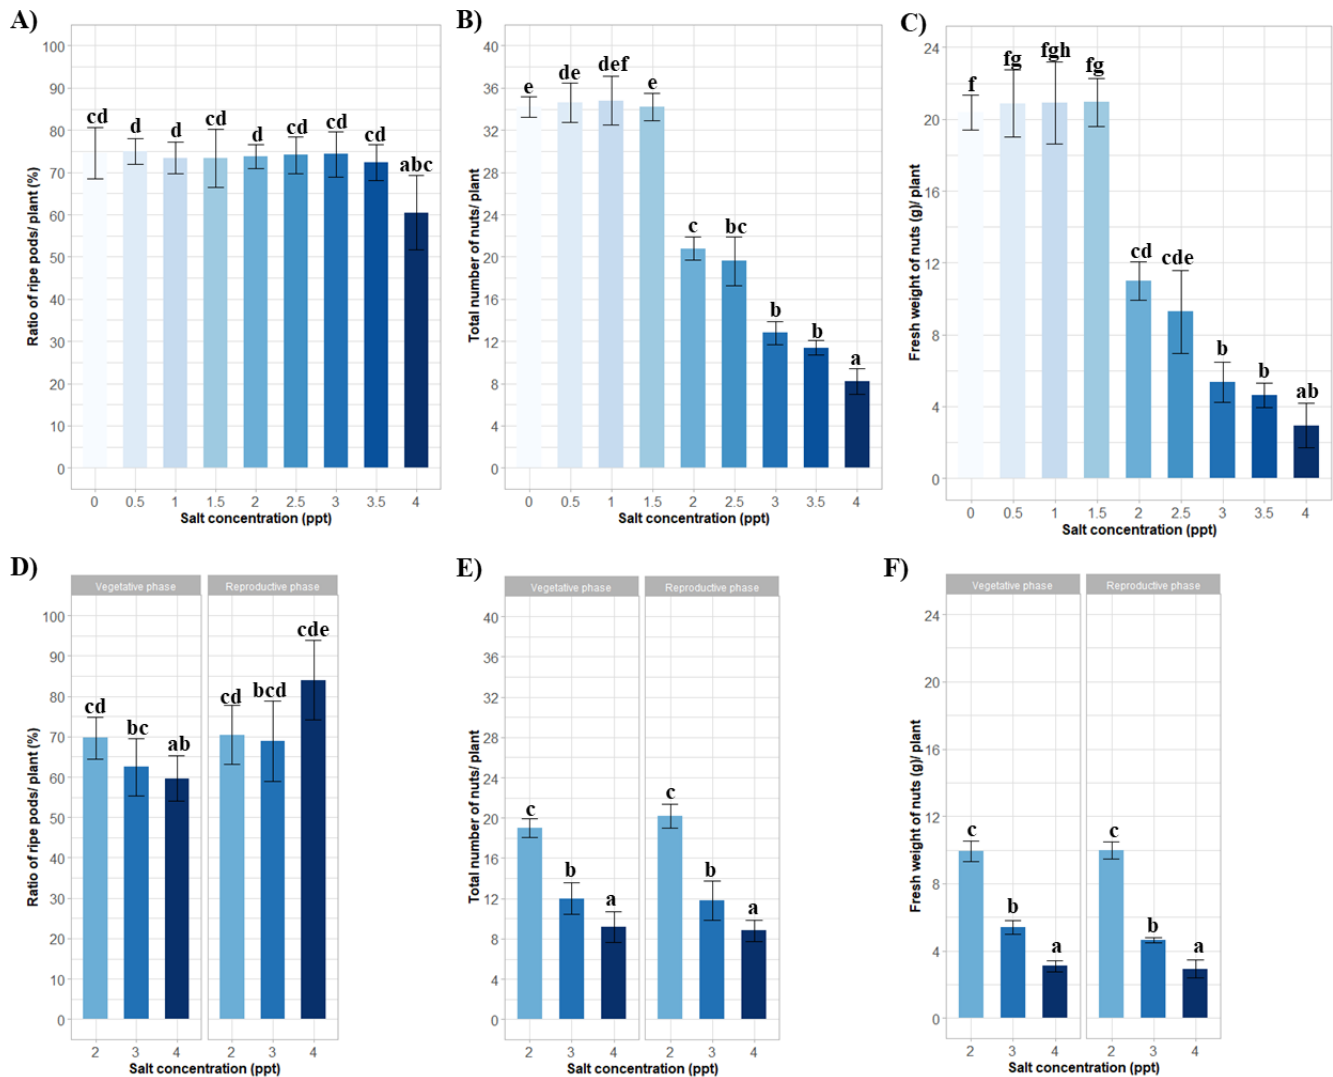 A)
Ratio of ripe pods/ plant (%)
100
90
80
70
60
50
40
30
20
10
0
cd d d cd d cd cd cd abc
0 0.5 1 1.5 2 2.5 3 3.5 4
Salt concentration (ppt)
B)
Total number of nuts/ plant
40
36
32
28
24
20
16
12
8
4
0
e de def e c bc b b a
0 0.5 1 1.5 2 2.5 3 3.5 4
Salt concentration (ppt)
C)
Fresh weight of nuts (g)/ plant
24
20
16
12
8
4
0
f fg fgh fg cd cde b b ab
0 0.5 1 1.5 2 2.5 3 3.5 4
Salt concentration (ppt)
D)
Vegetative phase Reproductive phase
Ratio of ripe pods/ plant (%)
100
90
80
70
60
50
40
30
20
10
0
cd bc ab cd bcd cde
2 3 4 2 3 4
Salt concentration (ppt)
E)
Vegetative phase Reproductive phase
Total number of nuts/ plant
40
36
32
28
24
20
16
12
8
4
0
c b a c b a
2 3 4 2 3 4
Salt concentration (ppt)
F)
Vegetative phase Reproductive phase
Fresh weight of nuts (g)/ plant
24
20
16
12
8
4
0
c b a c b a
2 3 4 2 3 4
Salt concentration (ppt)